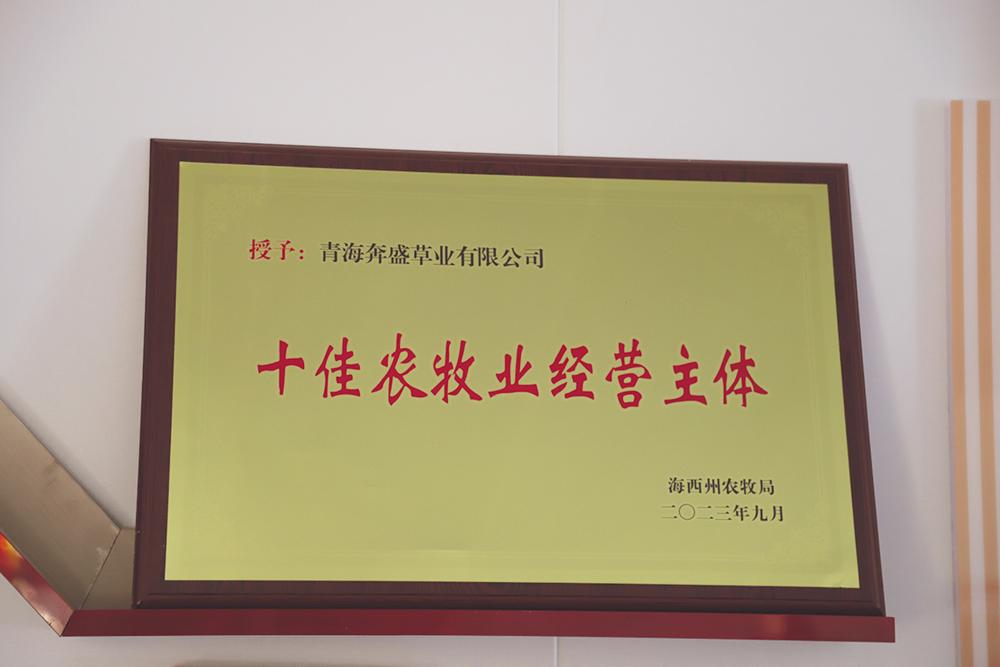 授予：青海奔盛草业有限公司
十佳农牧业经营主体
海西州农牧局
二〇二三年九月